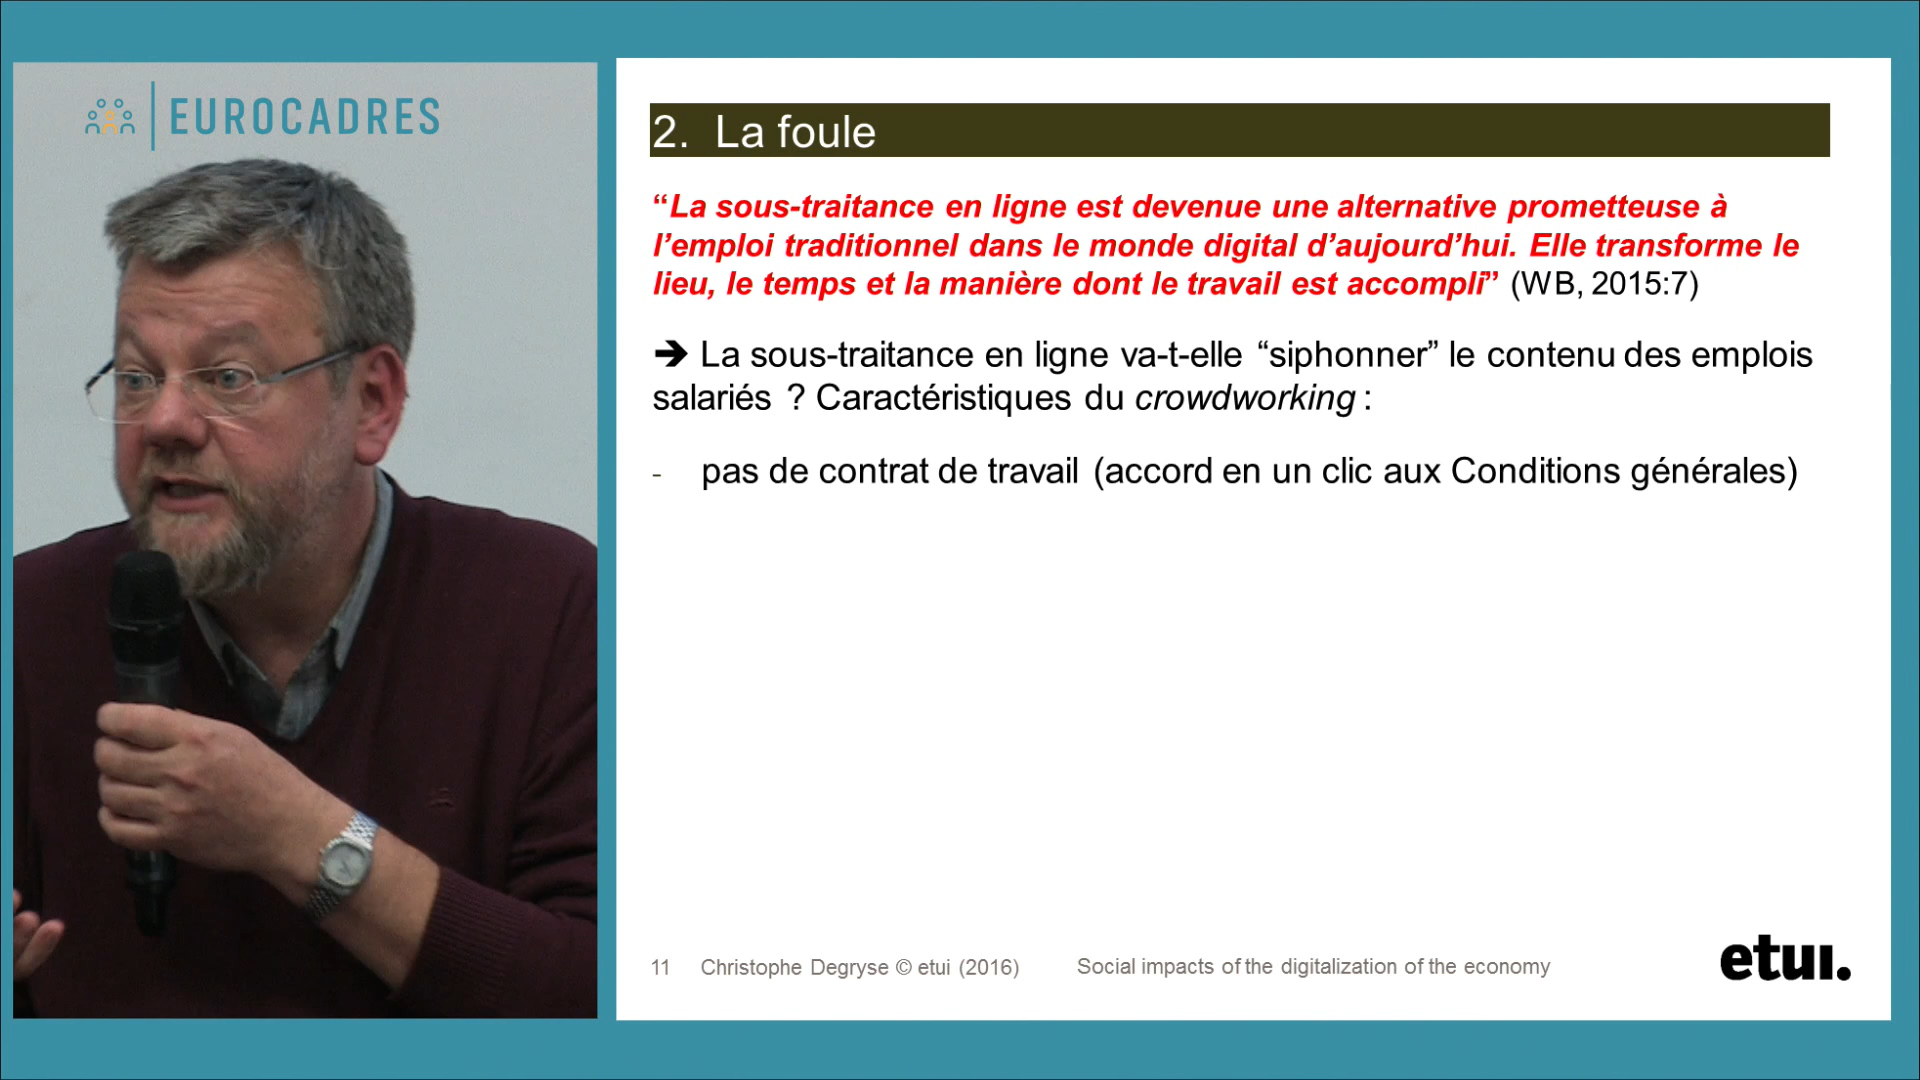 EUROCADRES
2. La foule
“La sous-traitance en ligne est devenue une alternative prometteuse à
l’emploi traditionnel dans le monde digital d’aujourd’hui. Elle transforme le
lieu, le temps et la manière dont le travail est accompli” (WB, 2015:7)
➔ La sous-traitance en ligne va-t-elle “siphonner” le contenu des emplois
salariés ? Caractéristiques du crowdworking :
- pas de contrat de travail (accord en un clic aux Conditions générales)
11 Christophe Degryse © etui (2016) Social impacts of the digitalization of the economy
etui.